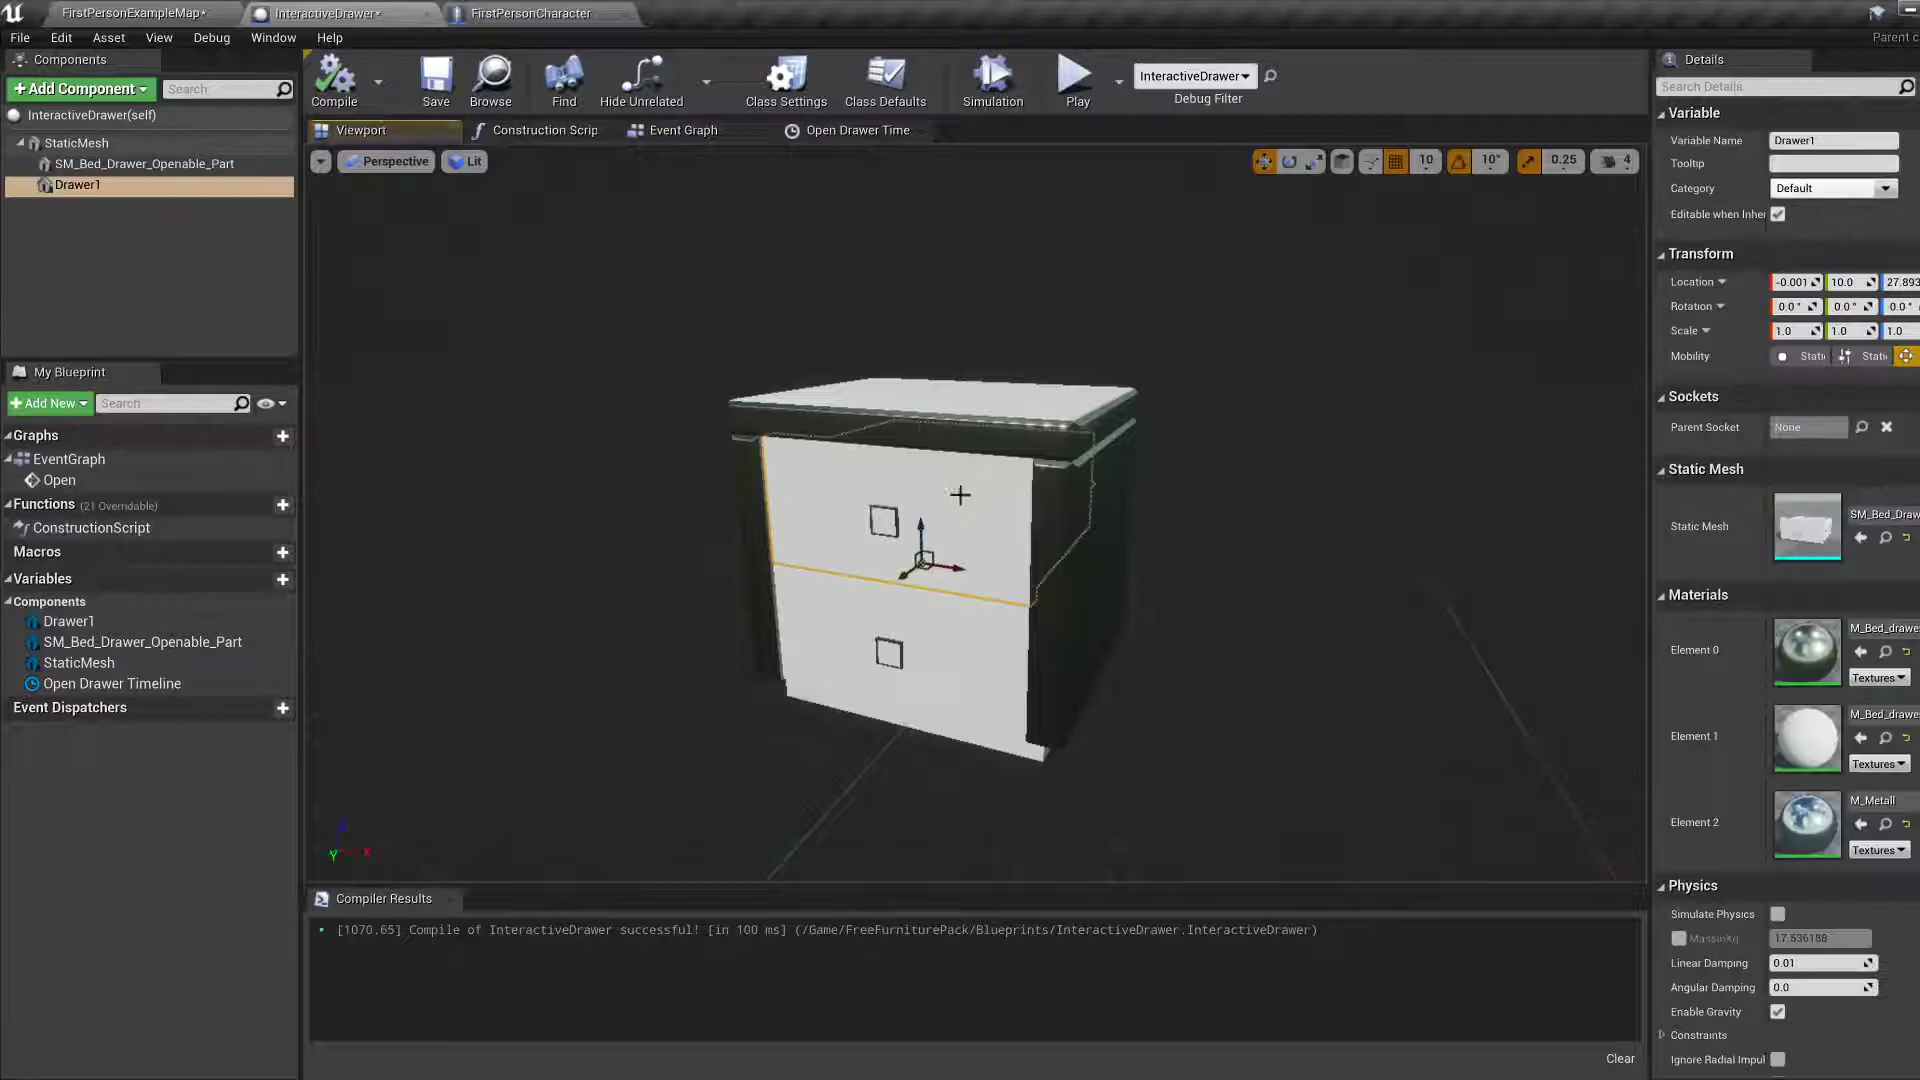 FirstPersonExampleMap*
InteractiveDrawer*
FirstPersonCharacter
File Edit Asset View Debug Window Help
Parent c
Components
+Add Component
Search
InteractiveDrawer(self)
StaticMesh
SM_Bed_Drawer_Openable_Part
Drawer1
Compile
Save
Browse
Find
Hide Unrelated
Class Settings
Class Defaults
Simulation
Play
InteractiveDrawer
Debug Filter
Viewport
Construction Scrip
Event Graph
Open Drawer Time
Perspective
Lit
10
10°
0.25
4
My Blueprint
+Add New
Search
Graphs
EventGraph
Open
Functions (21 Overridable)
ConstructionScript
Macros
Variables
Components
Drawer1
SM_Bed_Drawer_Openable_Part
StaticMesh
Open Drawer Timeline
Event Dispatchers
Z
Y
X
Compiler Results
[1070.65] Compile of InteractiveDrawer successful! [in 100 ms] (/Game/FreeFurniturePack/Blueprints/InteractiveDrawer.InteractiveDrawer)
Clear
Details
Search Details
Variable
Variable Name Drawer1
Tooltip
Category Default
Editable when Inher
Transform
Location -0.001 10.0 27.893
Rotation 0.0° 0.0° 0.0°
Scale 1.0 1.0 1.0
Mobility Stati Stati
Sockets
Parent Socket None
Static Mesh
Static Mesh SM_Bed_Draw
Materials
Element 0 M_Bed_drawe
Textures
Element 1 M_Bed_drawe
Textures
Element 2 M_Metall
Textures
Physics
Simulate Physics
MassInKg 17.536188
Linear Damping 0.01
Angular Damping 0.0
Enable Gravity
Constraints
Ignore Radial Impul